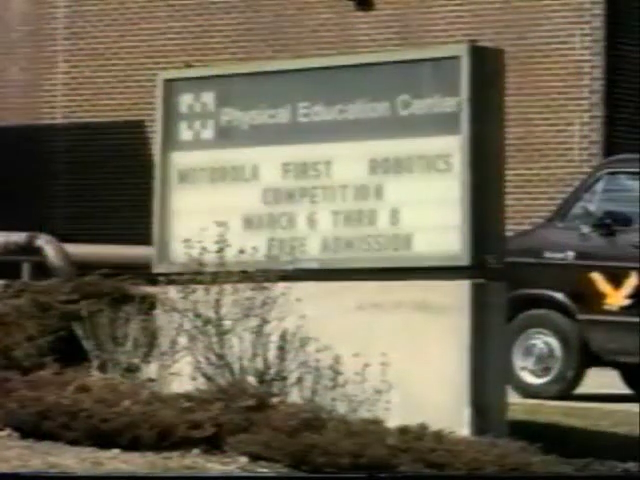 Physical Education Center
MOTOROLA FIRST ROBOTICS
COMPETITION
MARCH 6 THRU 8
FREE ADMISSION